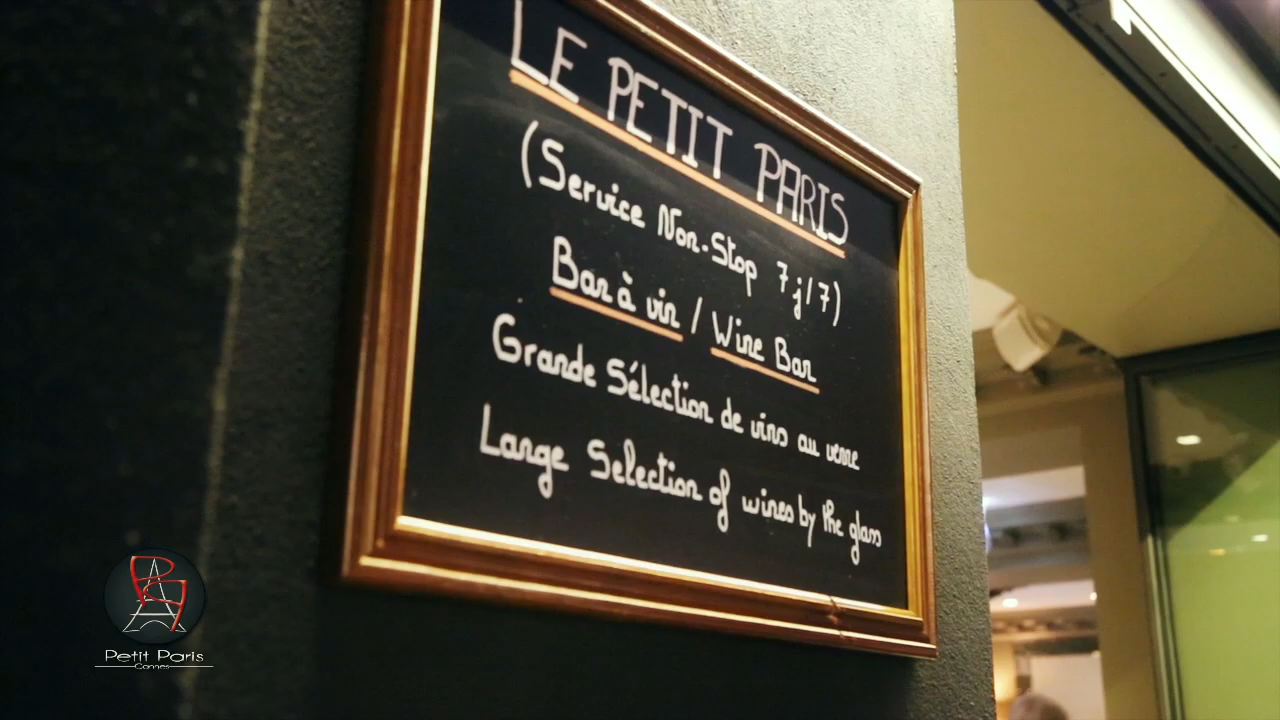 LE PETIT PARIS
(Service Non-Stop 7j/7)
Bar à vin / Wine Bar
Grande Sélection de vins au verre
Large Selection of wines by the glass
Petit Paris
Cannes